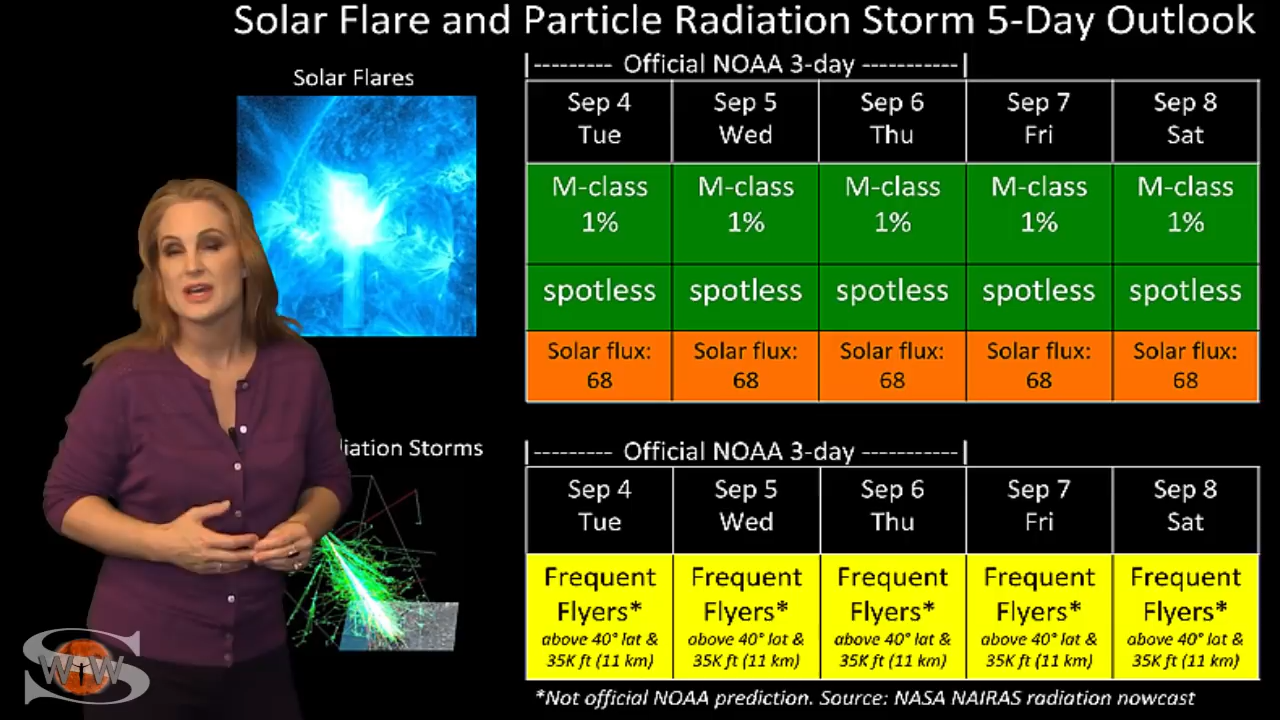 Solar Flare and Particle Radiation Storm 5-Day Outlook
Solar Flares
|--------- Official NOAA 3-day -----------|
Sep 4 Sep 5 Sep 6 Sep 7 Sep 8
Tue Wed Thu Fri Sat
M-class M-class M-class M-class M-class
1% 1% 1% 1% 1%
spotless spotless spotless spotless spotless
Solar flux: Solar flux: Solar flux: Solar flux: Solar flux:
68 68 68 68 68
iation Storms
|--------- Official NOAA 3-day -----------|
Sep 4 Sep 5 Sep 6 Sep 7 Sep 8
Tue Wed Thu Fri Sat
Frequent Frequent Frequent Frequent Frequent
Flyers* Flyers* Flyers* Flyers* Flyers*
above 40° lat & above 40° lat & above 40° lat & above 40° lat & above 40° lat &
35K ft (11 km) 35K ft (11 km) 35K ft (11 km) 35K ft (11 km) 35K ft (11 km)
*Not official NOAA prediction. Source: NASA NAIRAS radiation nowcast
S
WTW